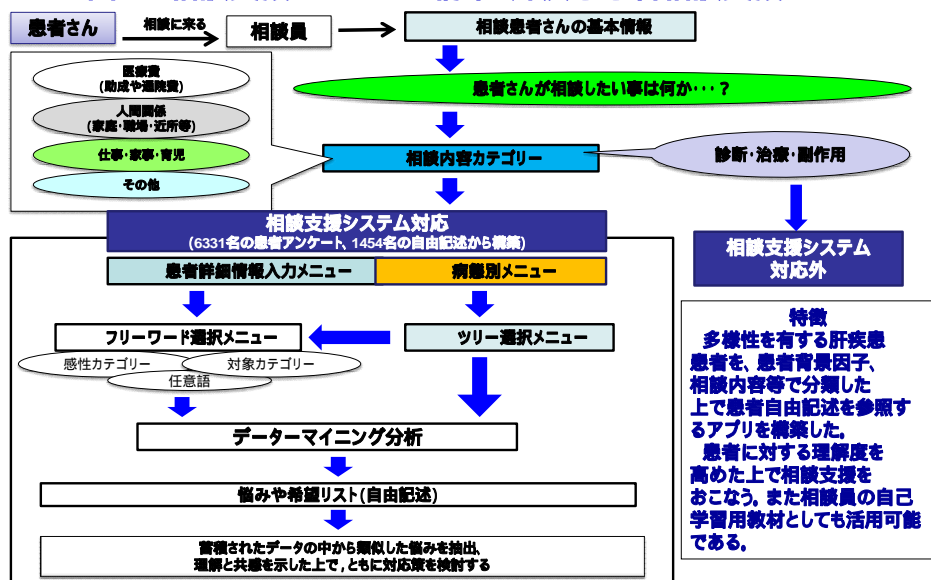 患者さん
相談に来る
相談員
相談患者さんの基本情報
医療費
(助成や通院費)
人間関係
(家庭・職場・近所等)
仕事・家事・育児
その他
患者さんが相談したい事は何か・・・?
相談内容カテゴリー
診断・治療・副作用
相談支援システム対応
(6331名の患者アンケート、1454名の自由記述から構築)
相談支援システム
対応外
患者詳細情報入力メニュー
病態別メニュー
フリーワード選択メニュー
ツリー選択メニュー
感性カテゴリー
対象カテゴリー
任意語
データーマイニング分析
悩みや希望リスト(自由記述)
蓄積されたデータの中から類似した悩みを抽出、
理解と共感を示した上で,ともに対応策を検討する
特徴
多様性を有する肝疾患
患者を、患者背景因子、
相談内容等で分類した
上で患者自由記述を参照す
るアプリを構築した。
患者に対する理解度を
高めた上で相談支援を
おこなう。また相談員の自己
学習用教材としても活用可能
である。